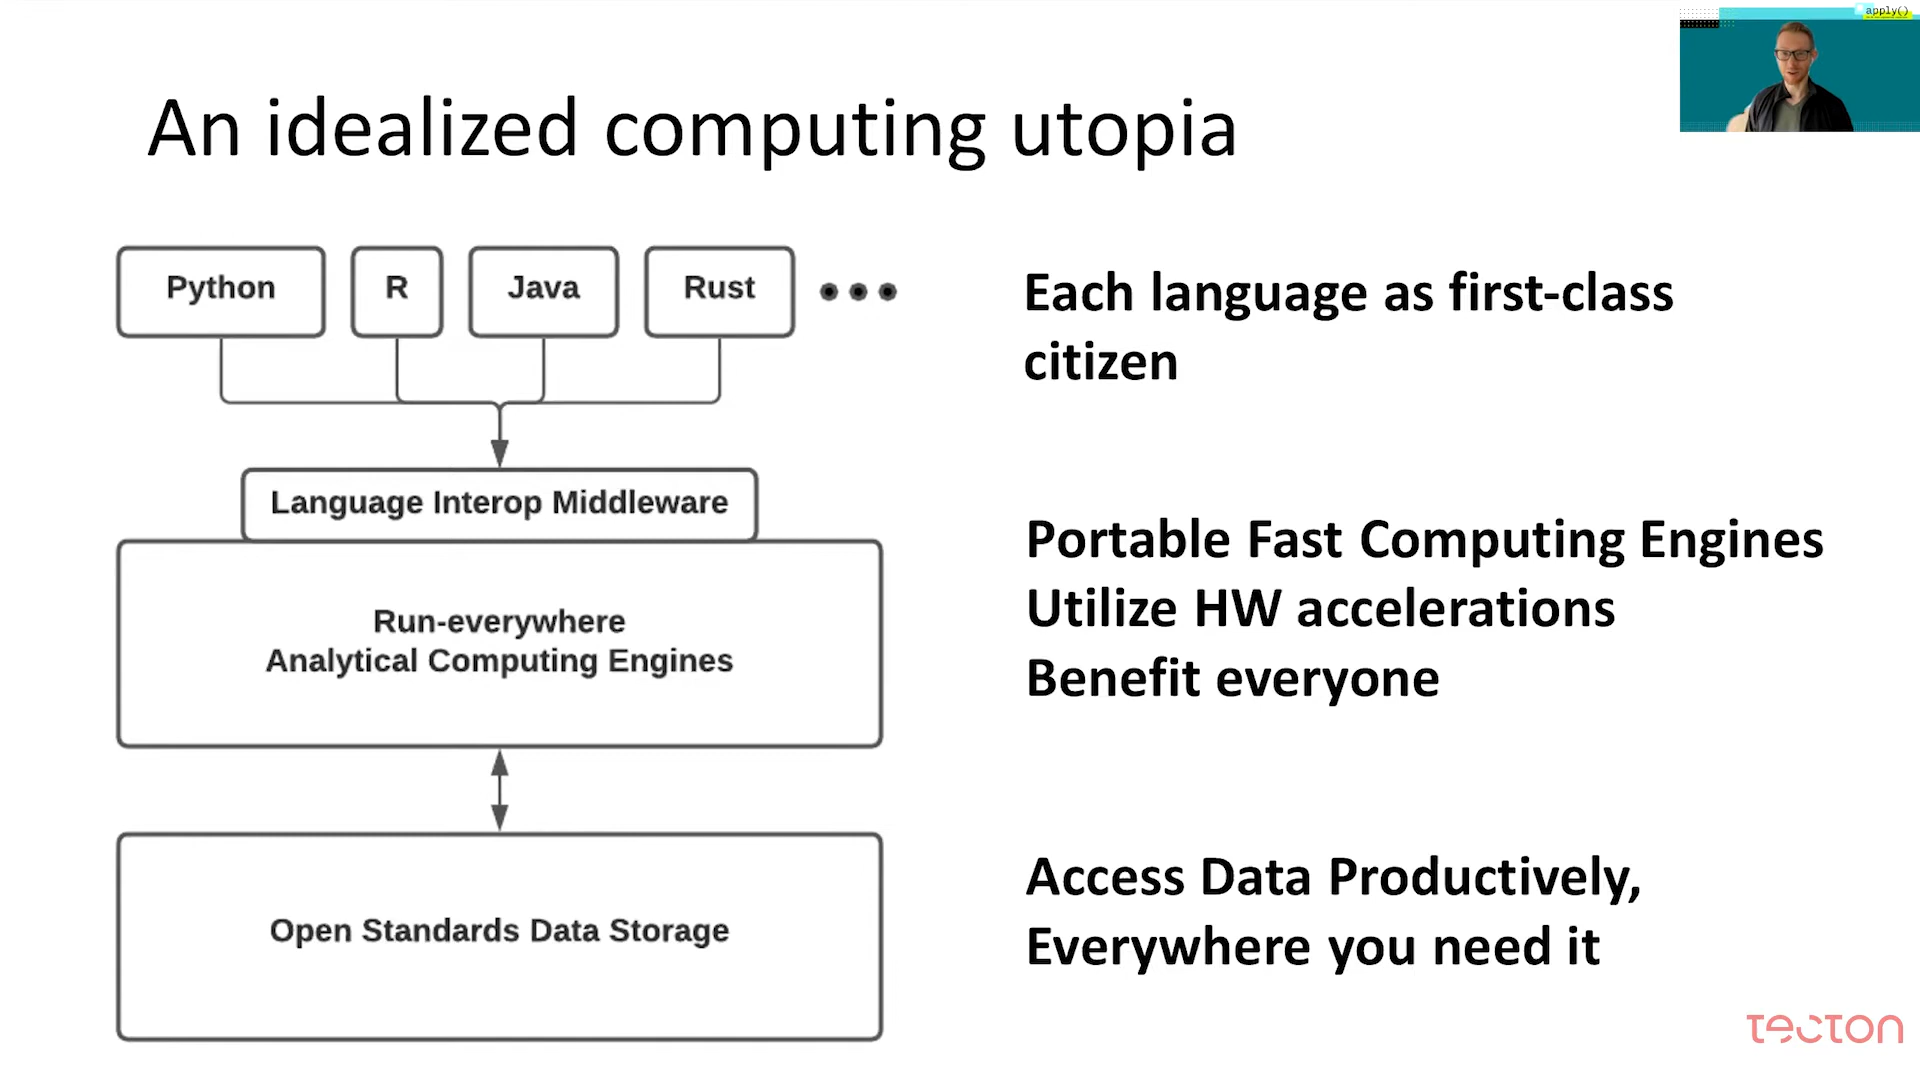 apply()
An idealized computing utopia
Python
R
Java
Rust
Each language as first-class
citizen
Language Interop Middleware
Run-everywhere
Analytical Computing Engines
Portable Fast Computing Engines
Utilize HW accelerations
Benefit everyone
Open Standards Data Storage
Access Data Productively,
Everywhere you need it
tecton